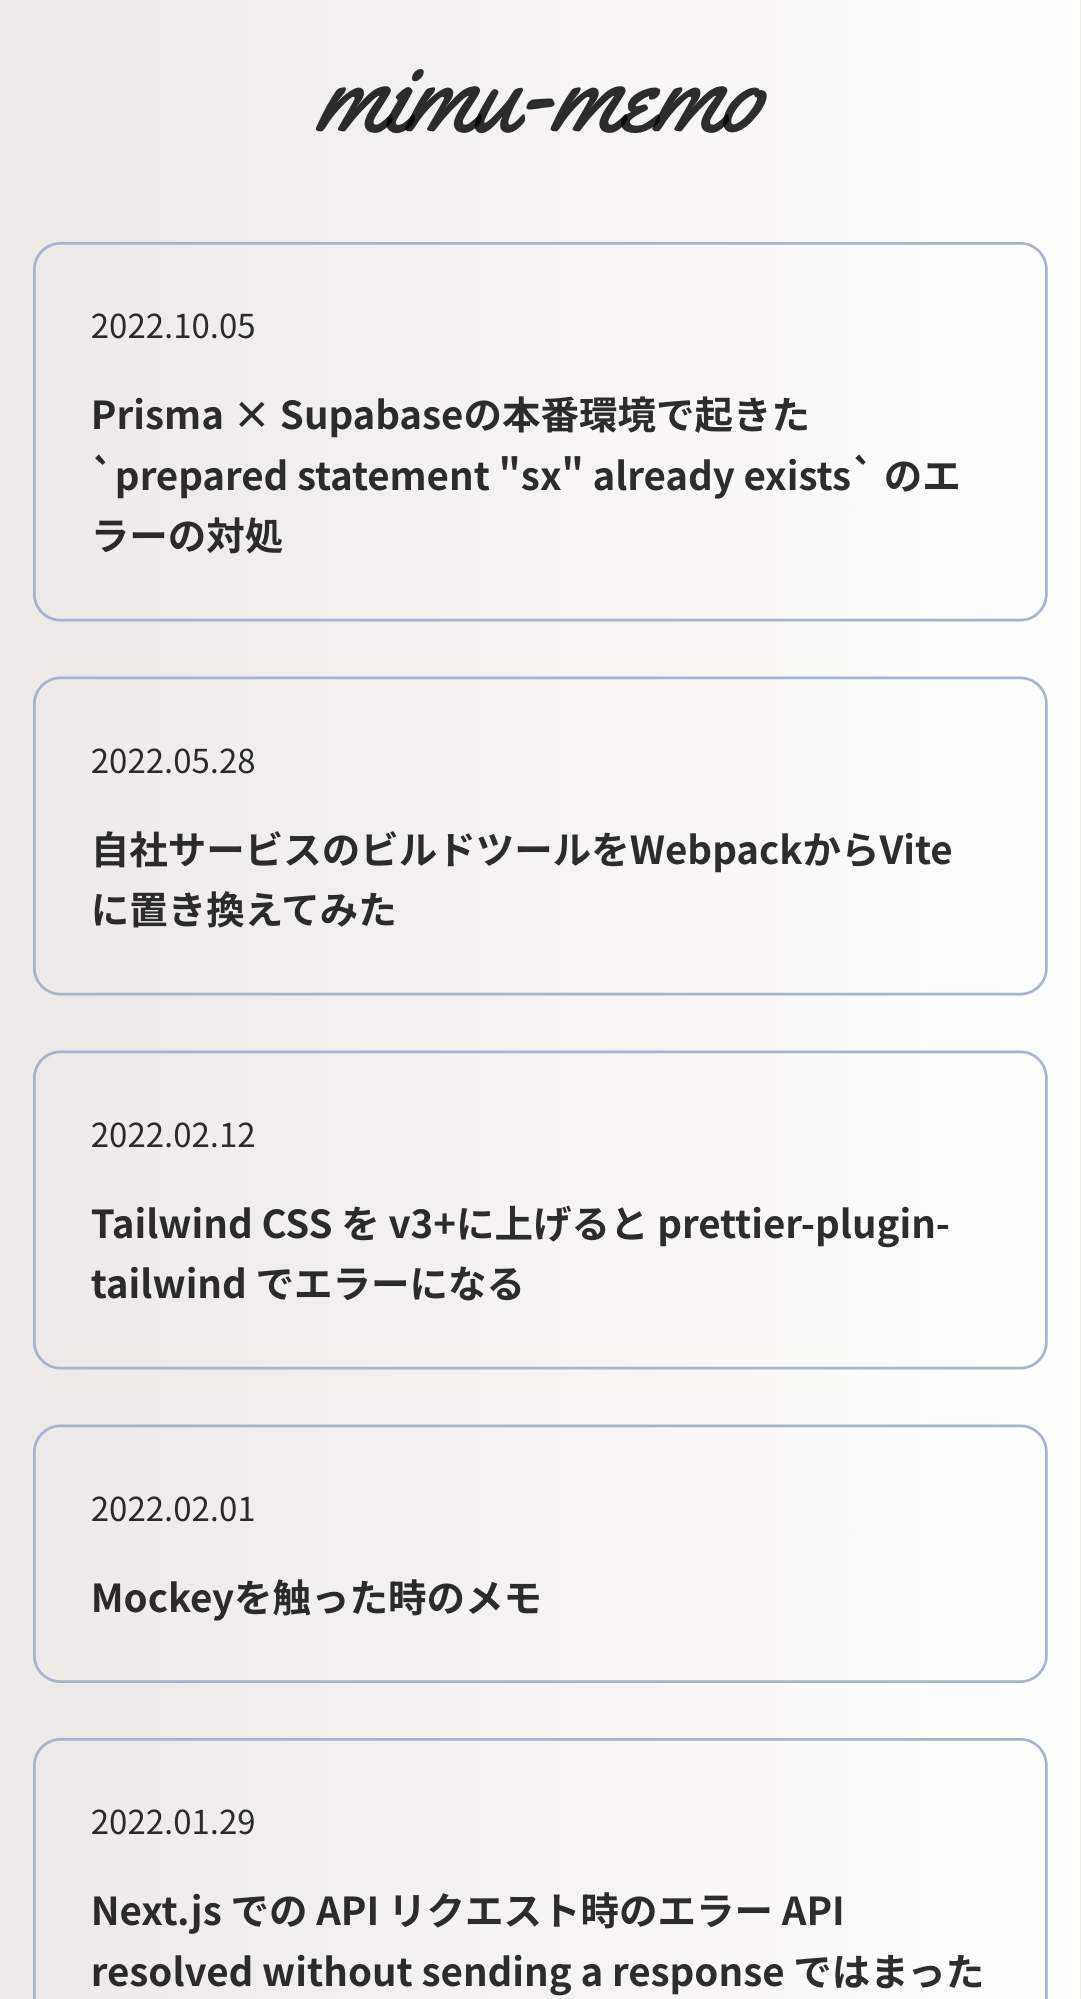 mimu-memo
2022.10.05
Prisma × Supabaseの本番環境で起きた
`prepared statement "sx" already exists` のエ
ラーの対処
2022.05.28
自社サービスのビルドツールをWebpackからVite
に置き換えてみた
2022.02.12
Tailwind CSS を v3+に上げると prettier-plugin-
tailwind でエラーになる
2022.02.01
Mockeyを触った時のメモ
2022.01.29
Next.js での API リクエスト時のエラー API
resolved without sending a response ではまった